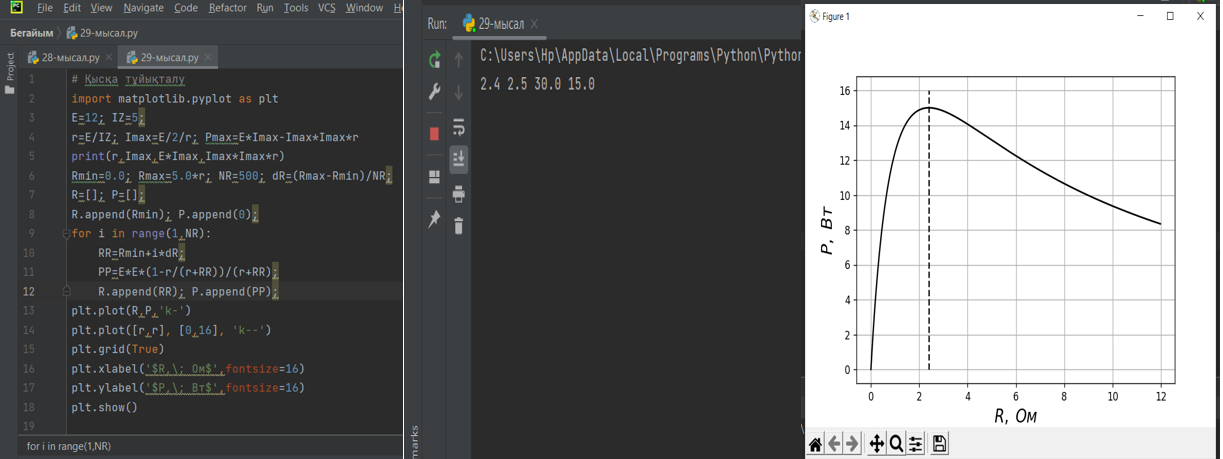 File Edit View Navigate Code Refactor Run Tools VCS Window He
Бегайым 29-мысал.py
28-мысал.py 29-мысал.py
Project
1 # Қысқа тұйықталу
2 import matplotlib.pyplot as plt
3 E=12; IZ=5;
4 r=E/IZ; Imax=E/2/r; Pmax=E*Imax-Imax*Imax*r
5 print(r,Imax,E*Imax,Imax*Imax*r)
6 Rmin=0.0; Rmax=5.0*r; NR=500; dR=(Rmax-Rmin)/NR;
7 R=[]; P=[];
8 R.append(Rmin); P.append(0);
9 for i in range(1,NR):
10 RR=Rmin+i*dR;
11 PP=E*E*(1-r/(r+RR))/(r+RR);
12 R.append(RR); P.append(PP);
13 plt.plot(R,P,'k-')
14 plt.plot([r,r], [0,16], 'k--')
15 plt.grid(True)
16 plt.xlabel('$R,\; Ом$',fontsize=16)
17 plt.ylabel('$P,\; Вт$',fontsize=16)
18 plt.show()
19
for i in range(1,NR)
Run: 29-мысал
C:\Users\Hp\AppData\Local\Programs\Python\Python
2.4 2.5 30.0 15.0
marks
Figure 1
16
14
12
10
8
6
4
2
0
P, Вт
0 2 4 6 8 10 12
R, Ом